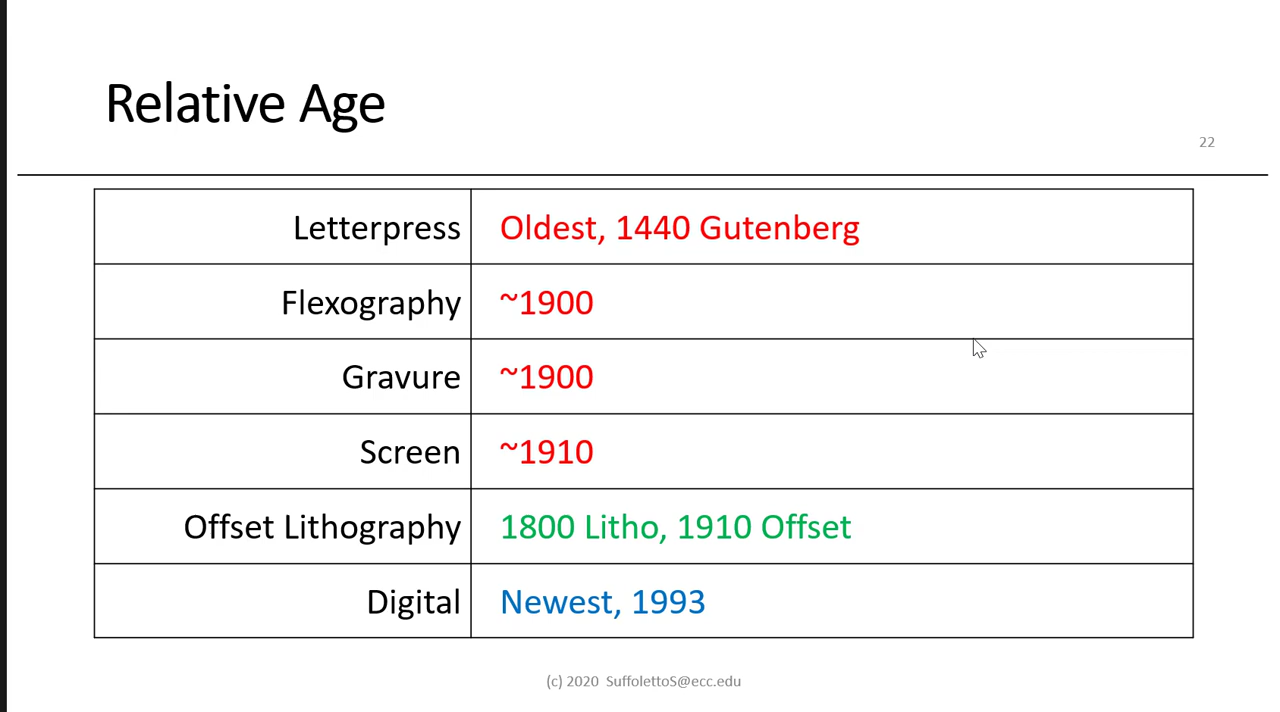 Relative Age
22
Letterpress Oldest, 1440 Gutenberg
Flexography ~1900
Gravure ~1900
Screen ~1910
Offset Lithography 1800 Litho, 1910 Offset
Digital Newest, 1993
(c) 2020 SuffolettoS@ecc.edu